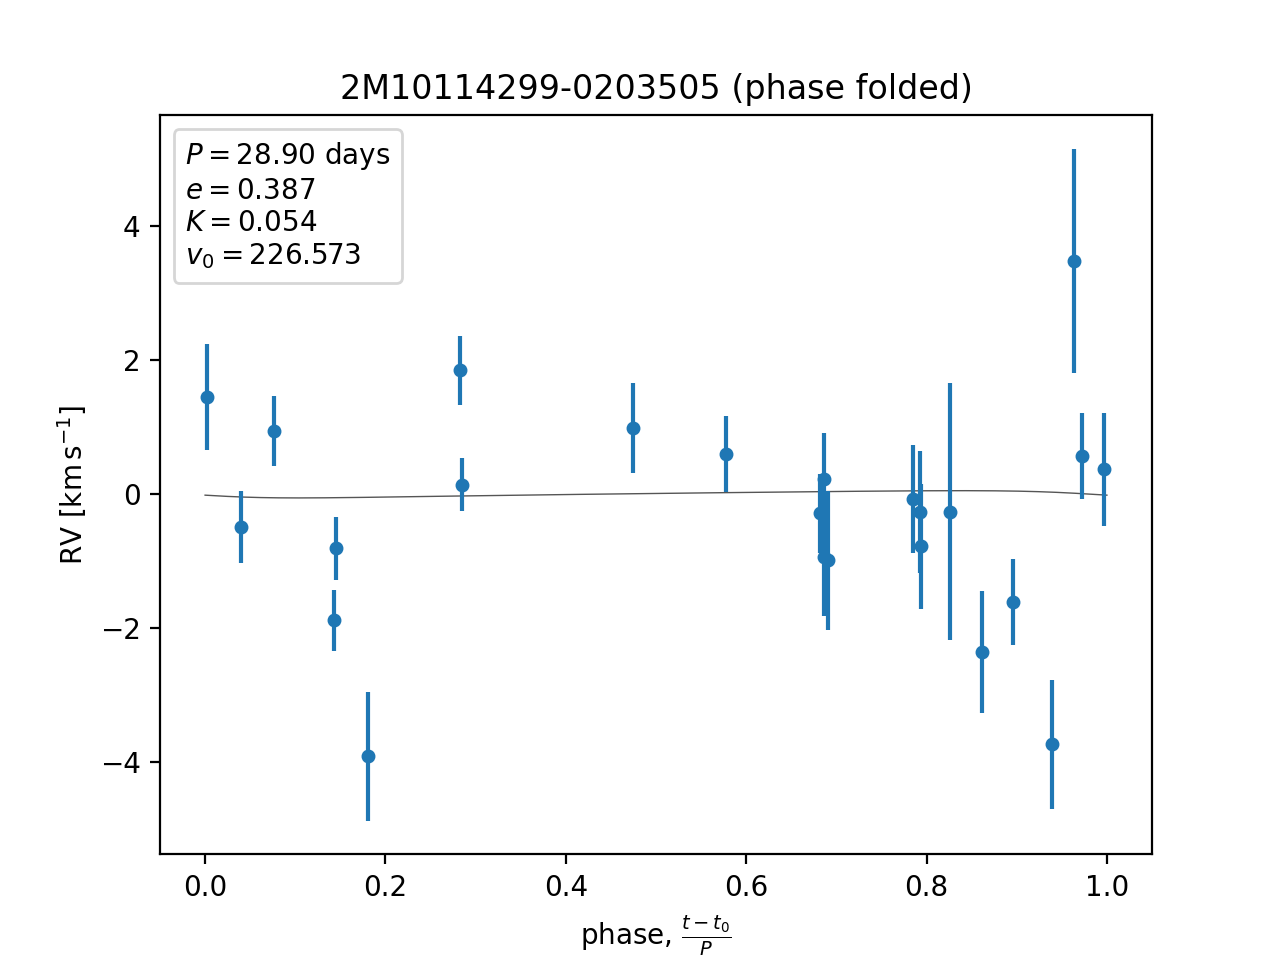 2M10114299-0203505 (phase folded)
P = 28.90 days
e = 0.387
K = 0.054
v₀ = 226.573
4
2
0
−2
−4
RV [km s⁻¹]
0.0 0.2 0.4 0.6 0.8 1.0
phase, (t − t₀)/P